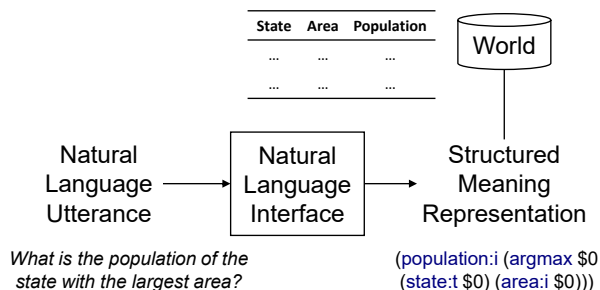 State Area Population
... ... ...
... ... ...
World
Natural
Language
Utterance
Natural
Language
Interface
Structured
Meaning
Representation
What is the population of the
state with the largest area?
(population:i (argmax $0
(state:t $0) (area:i $0)))